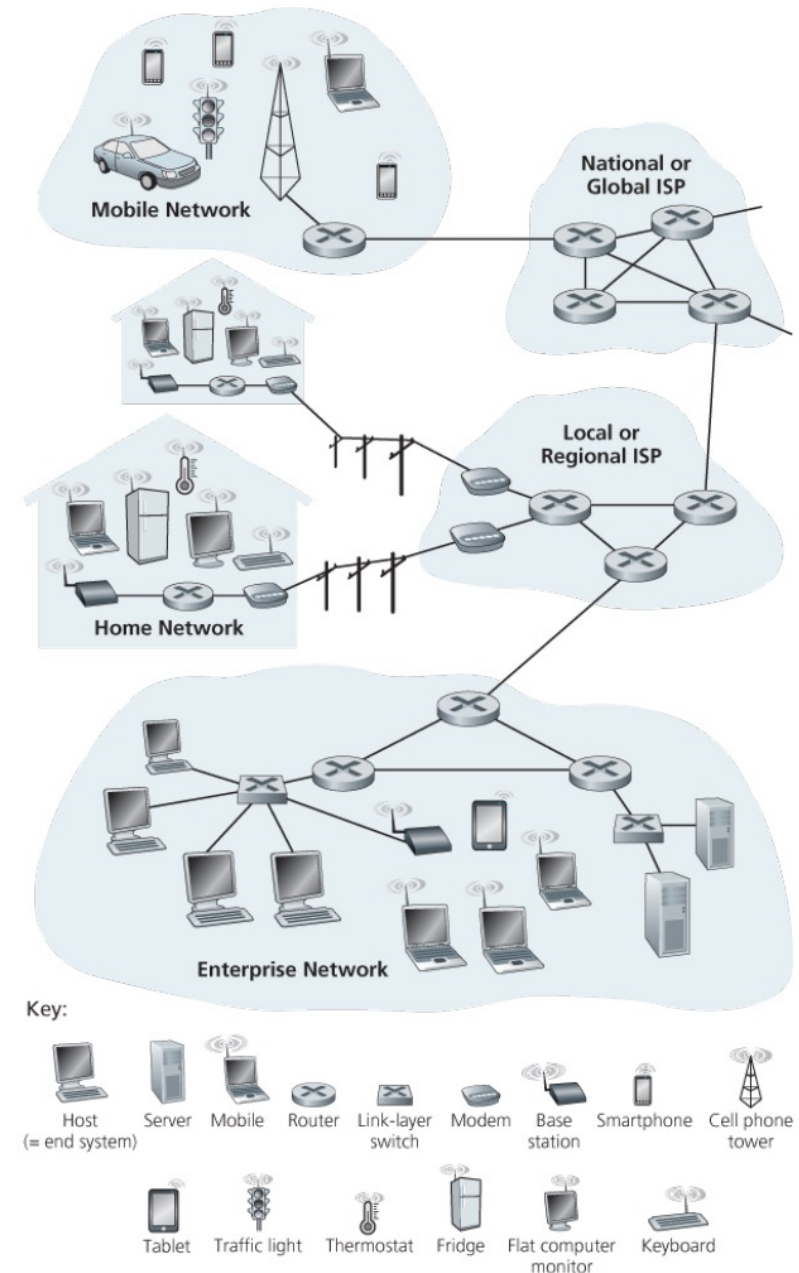 Mobile Network
National or
Global ISP
Local or
Regional ISP
Home Network
Enterprise Network
Key:
Host
(= end system)
Server
Mobile
Router
Link-layer
switch
Modem
Base
station
Smartphone
Cell phone
tower
Tablet
Traffic light
Thermostat
Fridge
Flat computer
monitor
Keyboard